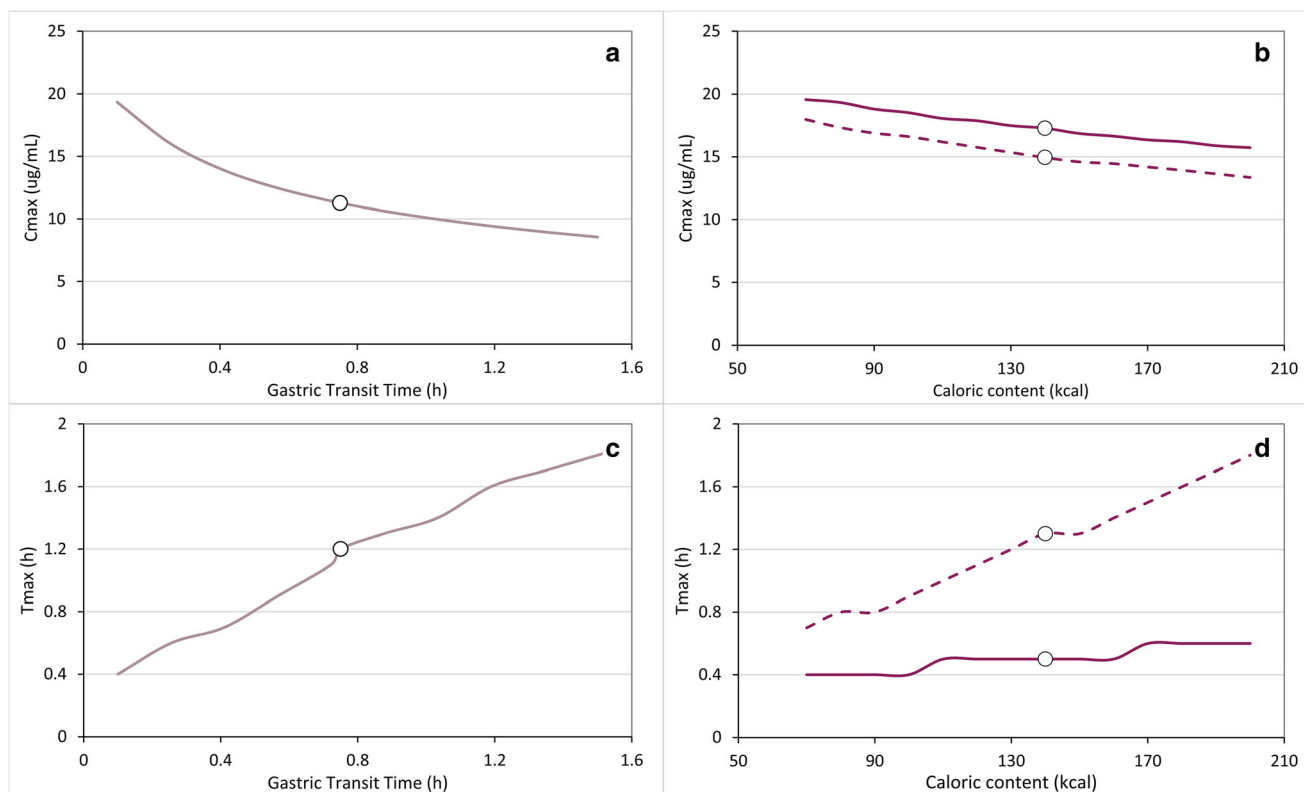 a
25
20
15
10
5
0
Cmax (ug/mL)
0 0.4 0.8 1.2 1.6
Gastric Transit Time (h)
b
25
20
15
10
5
0
Cmax (ug/mL)
50 90 130 170 210
Caloric content (kcal)
c
2
1.6
1.2
0.8
0.4
0
Tmax (h)
0 0.4 0.8 1.2 1.6
Gastric Transit Time (h)
d
2
1.6
1.2
0.8
0.4
0
Tmax (h)
50 90 130 170 210
Caloric content (kcal)